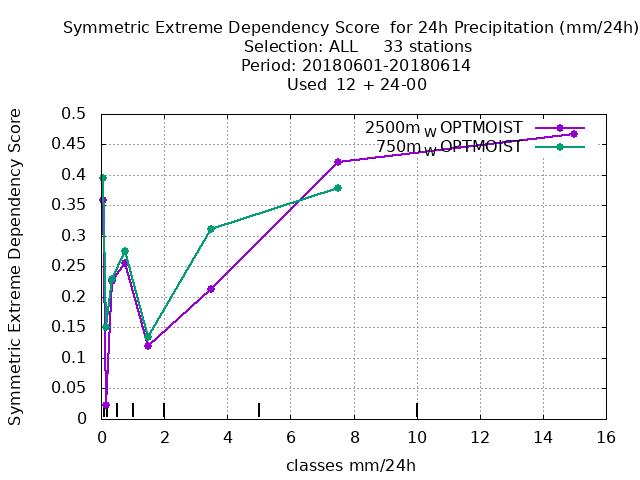 Symmetric Extreme Dependency Score  for 24h Precipitation (mm/24h)
Selection: ALL     33 stations
Period: 20180601-20180614
Used  12 + 24-00
Symmetric Extreme Dependency Score
0.5
0.45
0.4
0.35
0.3
0.25
0.2
0.15
0.1
0.05
0
2500m W OPTMOIST
750m W OPTMOIST
0 2 4 6 8 10 12 14 16
classes mm/24h